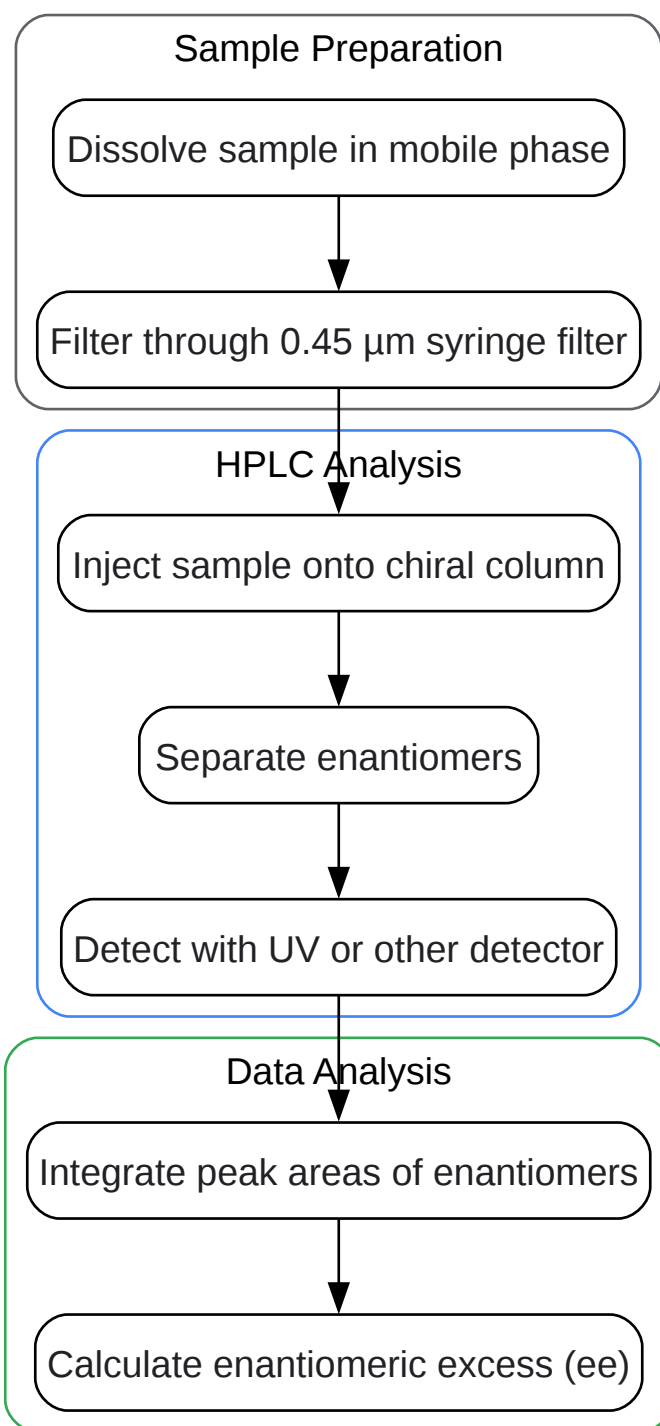 Sample Preparation
Dissolve sample in mobile phase
Filter through 0.45 µm syringe filter
HPLC Analysis
Inject sample onto chiral column
Separate enantiomers
Detect with UV or other detector
Data Analysis
Integrate peak areas of enantiomers
Calculate enantiomeric excess (ee)